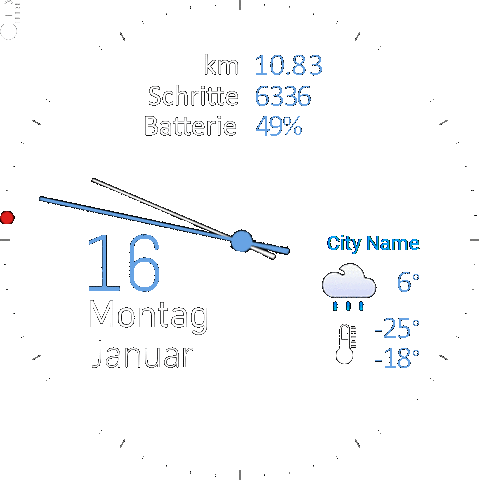 km 10.83
Schritte 6336
Batterie 49%
City Name
16
6°
Montag
-25°
Januar
-18°